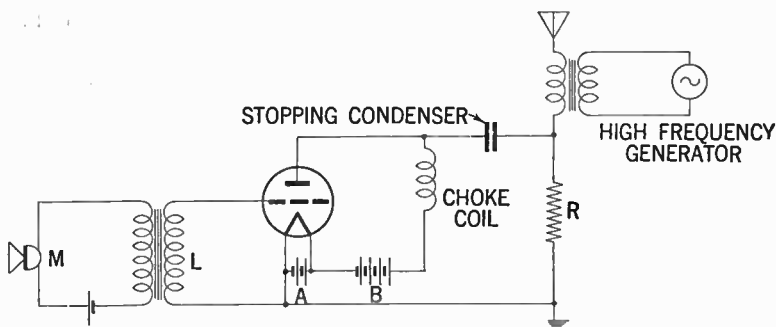 STOPPING CONDENSER
HIGH FREQUENCY
GENERATOR
CHOKE
COIL
R
M
L
A
B